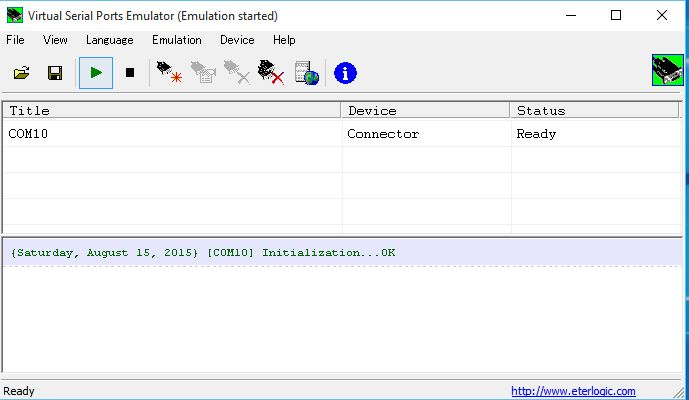 Virtual Serial Ports Emulator (Emulation started)
File View Language Emulation Device Help
Title Device Status
COM10 Connector Ready
{Saturday, August 15, 2015} [COM10] Initialization...OK
Ready http://www.eterlogic.com